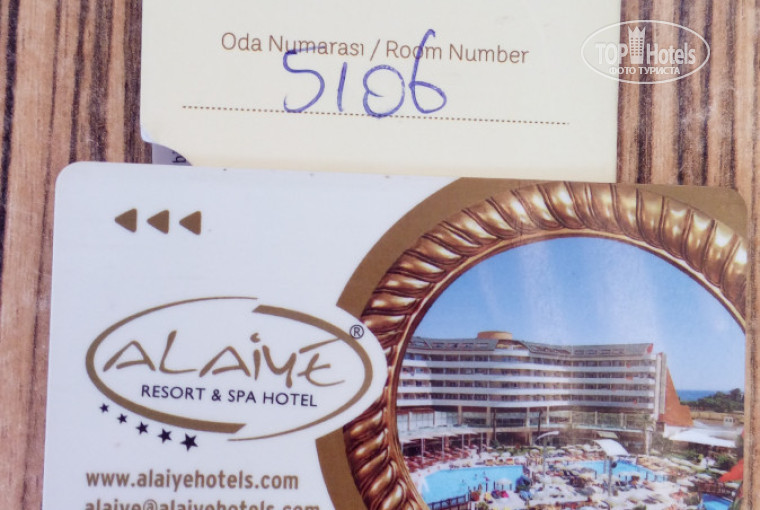 Oda Numarası / Room Number
5106
TOP Hotels
ФОТО ТУРИСТА
ALAiYE®
RESORT & SPA HOTEL
www.alaiyehotels.com
alaiye@alaiyehotels.com